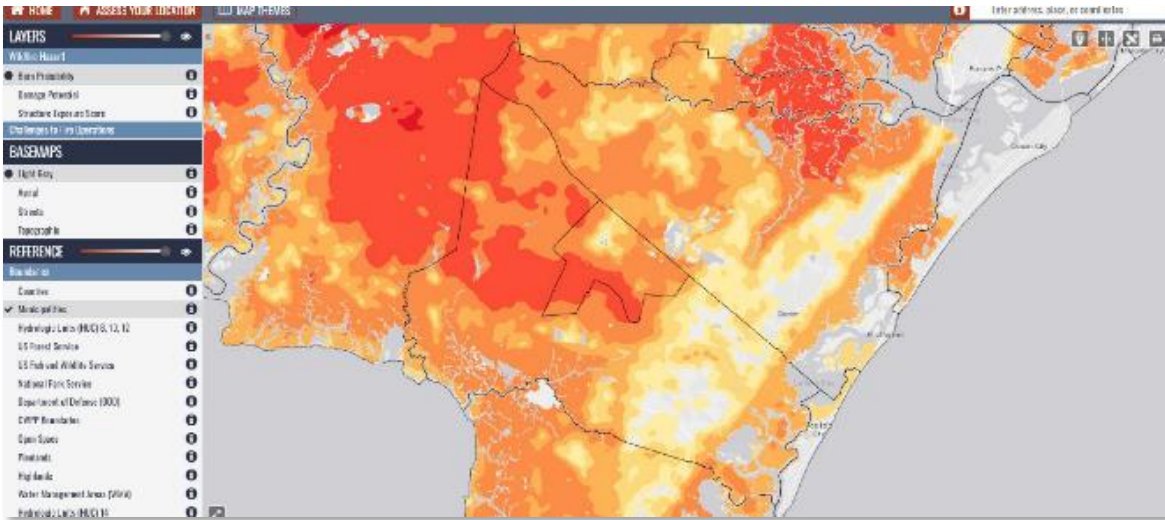 HOME
ASSESS YOUR LOCATION
MAP THEMES
Enter address, place, or coordinates
LAYERS
Wildfire Hazard
Burn Probability
Damage Potential
Structure Exposure Score
Challenges to Fire Operations
BASEMAPS
Light Gray
Aerial
Streets
Topographic
REFERENCE
Boundaries
Counties
Municipalities
Hydrologic Units (HUC) 8, 10, 12
US Forest Service
US Fish and Wildlife Service
National Park Service
Department of Defense (DOD)
CWPP Boundaries
Open Space
Pinelands
Highlands
Water Management Areas (WMA)
Hydrologic Units (HUC) 14
Ocean City